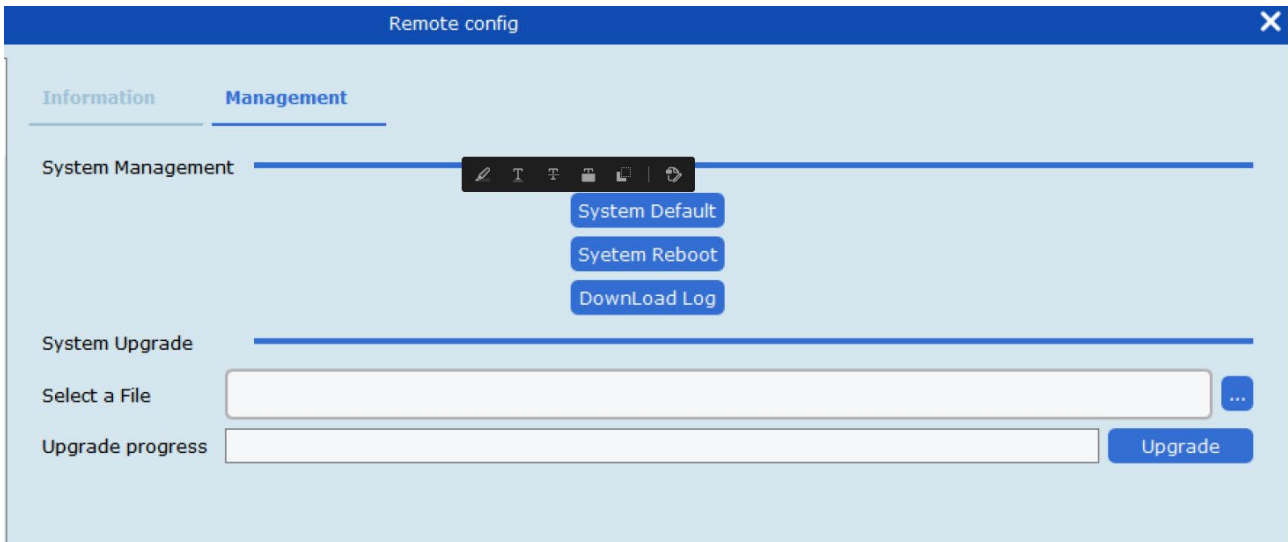 Remote config
Information Management
System Management
System Default
Syetem Reboot
DownLoad Log
System Upgrade
Select a File ...
Upgrade progress Upgrade